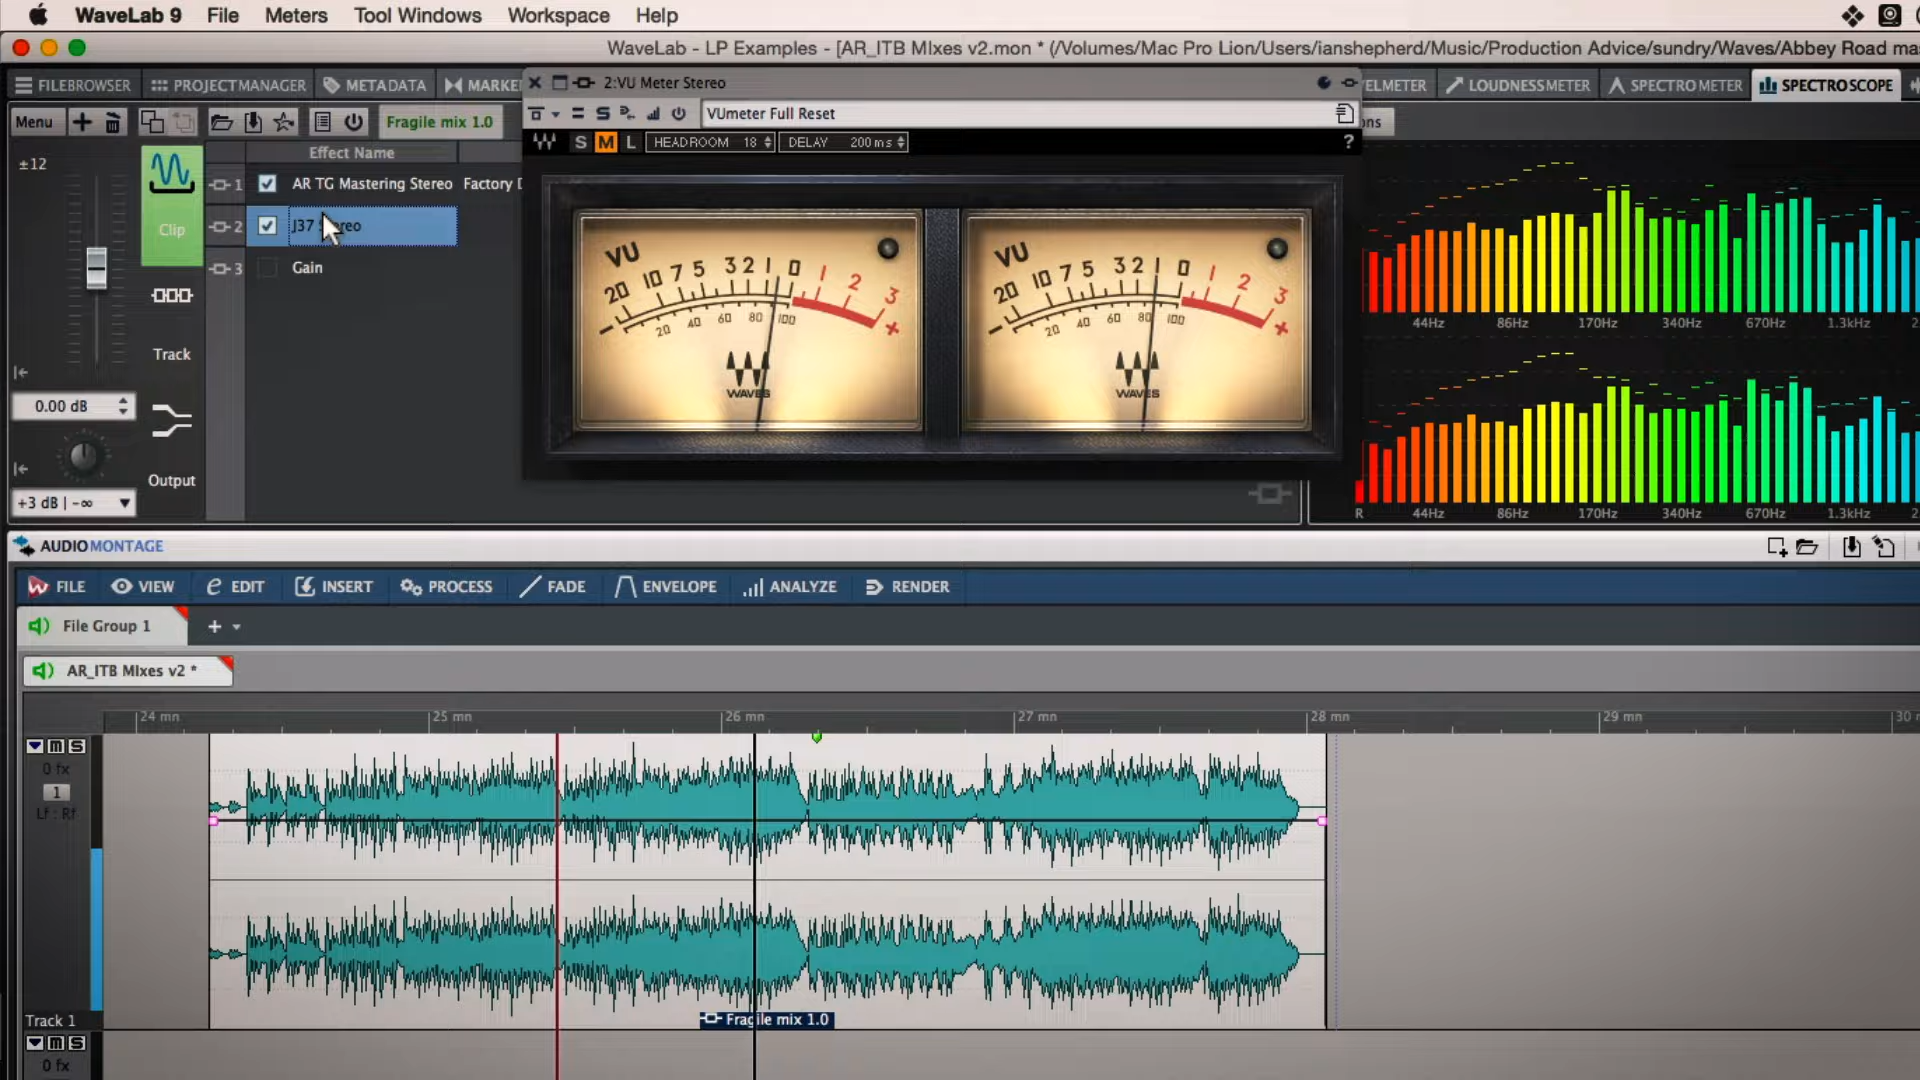 WaveLab 9 File Meters Tool Windows Workspace Help
WaveLab - LP Examples - [AR_ITB MIxes v2.mon * (/Volumes/Mac Pro Lion/Users/ianshepherd/Music/Production Advice/sundry/Waves/Abbey Road mas
FILEBROWSER PROJECTMANAGER METADATA MARKE
2:VU Meter Stereo
ELMETER LOUDNESSMETER SPECTROMETER SPECTROSCOPE
Menu Fragile mix 1.0
VUmeter Full Reset
ons
S M L HEADROOM 18 DELAY 200 ms ?
Effect Name
±12
1 AR TG Mastering Stereo Factory D
2 J37 Stereo
3 Gain
Clip
Track
0.00 dB
Output
+3 dB | -∞
VU
20 10 7 5 3 2 1 0 1 2 3
- 20 40 60 80 100 +
WAVES
VU
20 10 7 5 3 2 1 0 1 2 3
- 20 40 60 80 100 +
WAVES
44Hz 86Hz 170Hz 340Hz 670Hz 1.3kHz 2
R 44Hz 86Hz 170Hz 340Hz 670Hz 1.3kHz 2
AUDIOMONTAGE
FILE VIEW EDIT INSERT PROCESS FADE ENVELOPE ANALYZE RENDER
File Group 1 +
AR_ITB MIxes v2 *
24 mn 25 mn 26 mn 27 mn 28 mn 29 mn 30
m S
0 fx
1
Lf : Rf
Track 1
Fragile mix 1.0
m S
0 fx